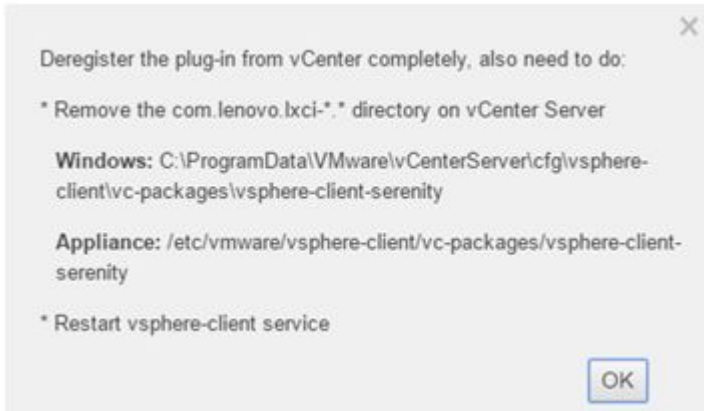 Deregister the plug-in from vCenter completely, also need to do:
* Remove the com.lenovo.lxci-*.* directory on vCenter Server
Windows: C:\ProgramData\VMware\vCenterServer\cfg\vsphere-
client\vc-packages\vsphere-client-serenity
Appliance: /etc/vmware/vsphere-client/vc-packages/vsphere-client-
serenity
* Restart vsphere-client service
OK